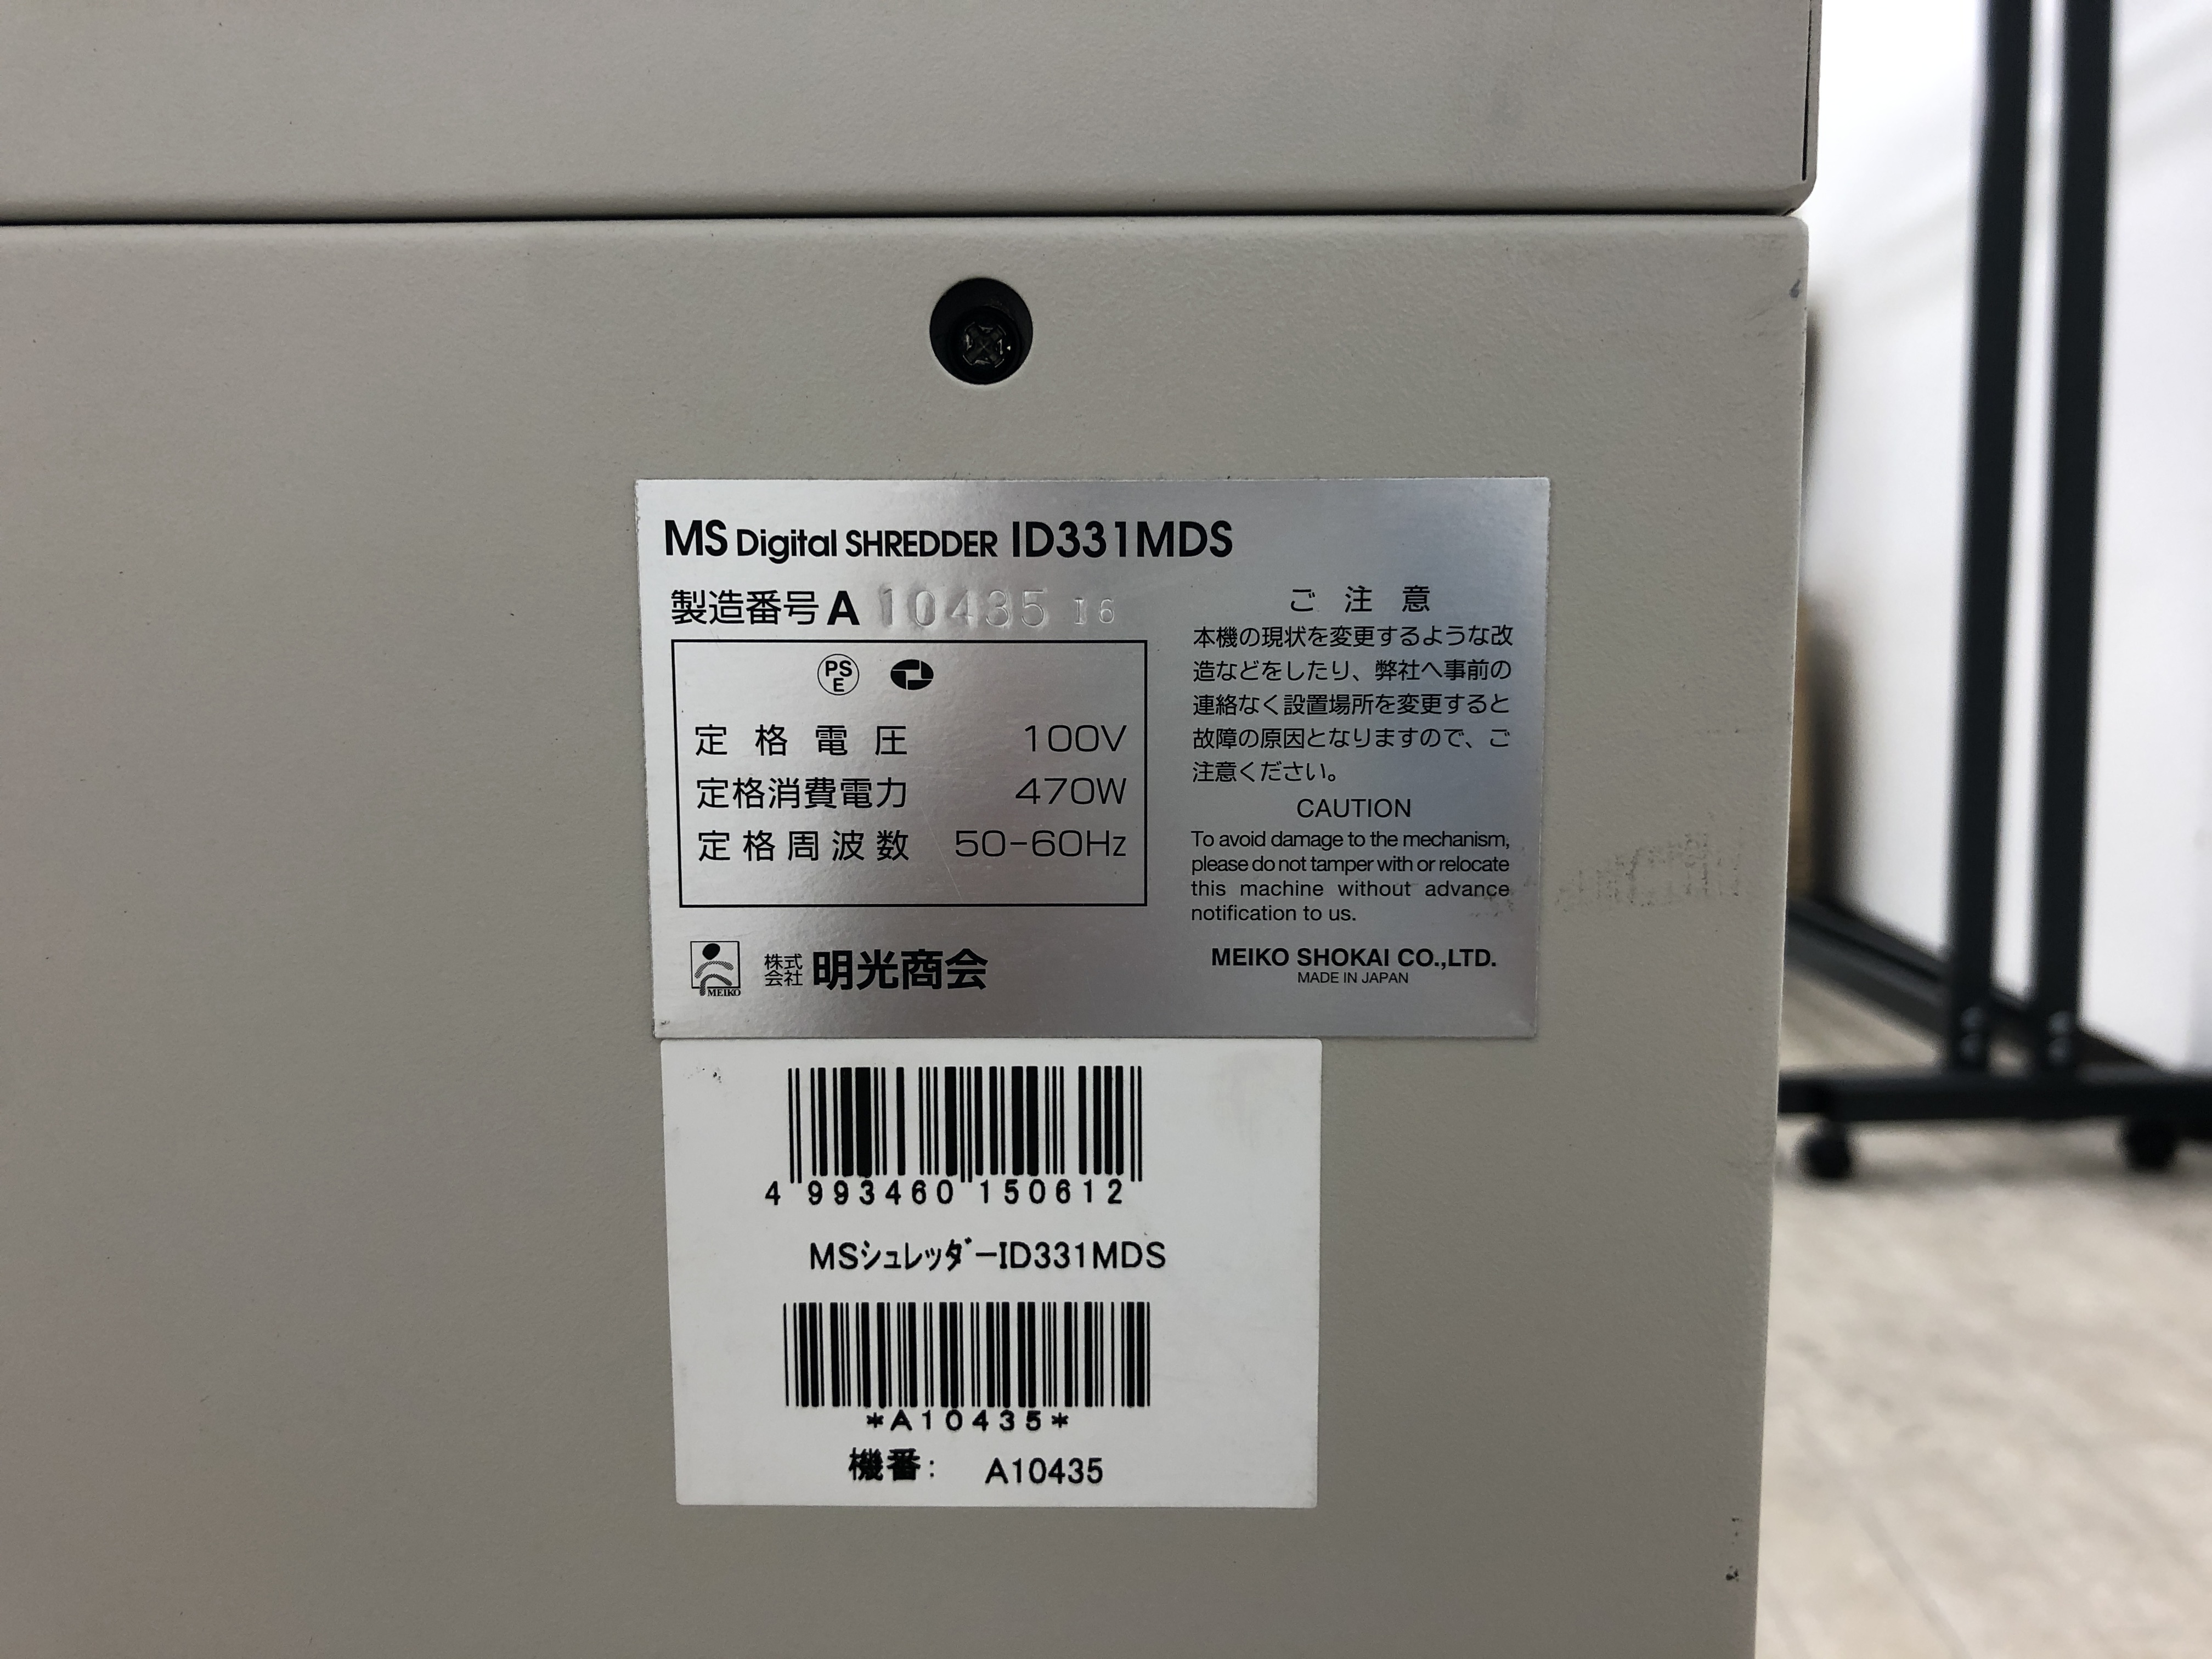 MS Digital SHREDDER ID331MDS
製造番号 A 10435 16
PS
E
定格電圧 100V
定格消費電力 470W
定格周波数 50-60Hz
MEIKO
株式会社 明光商会
ご注意
本機の現状を変更するような改
造などをしたり、弊社へ事前の
連絡なく設置場所を変更すると
故障の原因となりますので、ご
注意ください。
CAUTION
To avoid damage to the mechanism,
please do not tamper with or relocate
this machine without advance
notification to us.
MEIKO SHOKAI CO.,LTD.
MADE IN JAPAN
4 993460 150612
MSシュレッダーID331MDS
*A10435*
機番: A10435